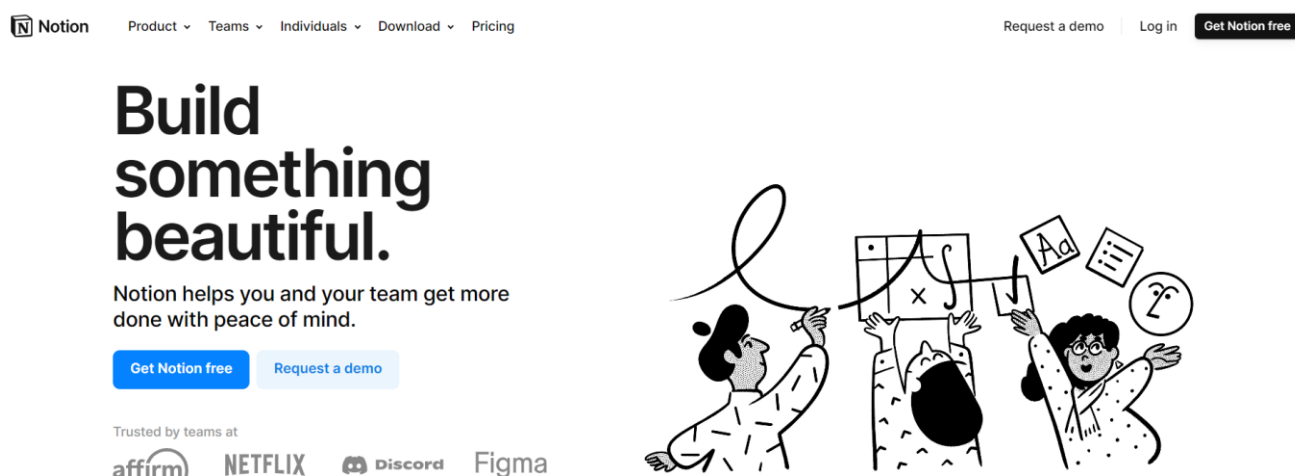 Notion Product Teams Individuals Download Pricing Request a demo Log in Get Notion free
Build
something
beautiful.
Notion helps you and your team get more
done with peace of mind.
Get Notion free Request a demo
Trusted by teams at
affirm NETFLIX Discord Figma
Aa
x